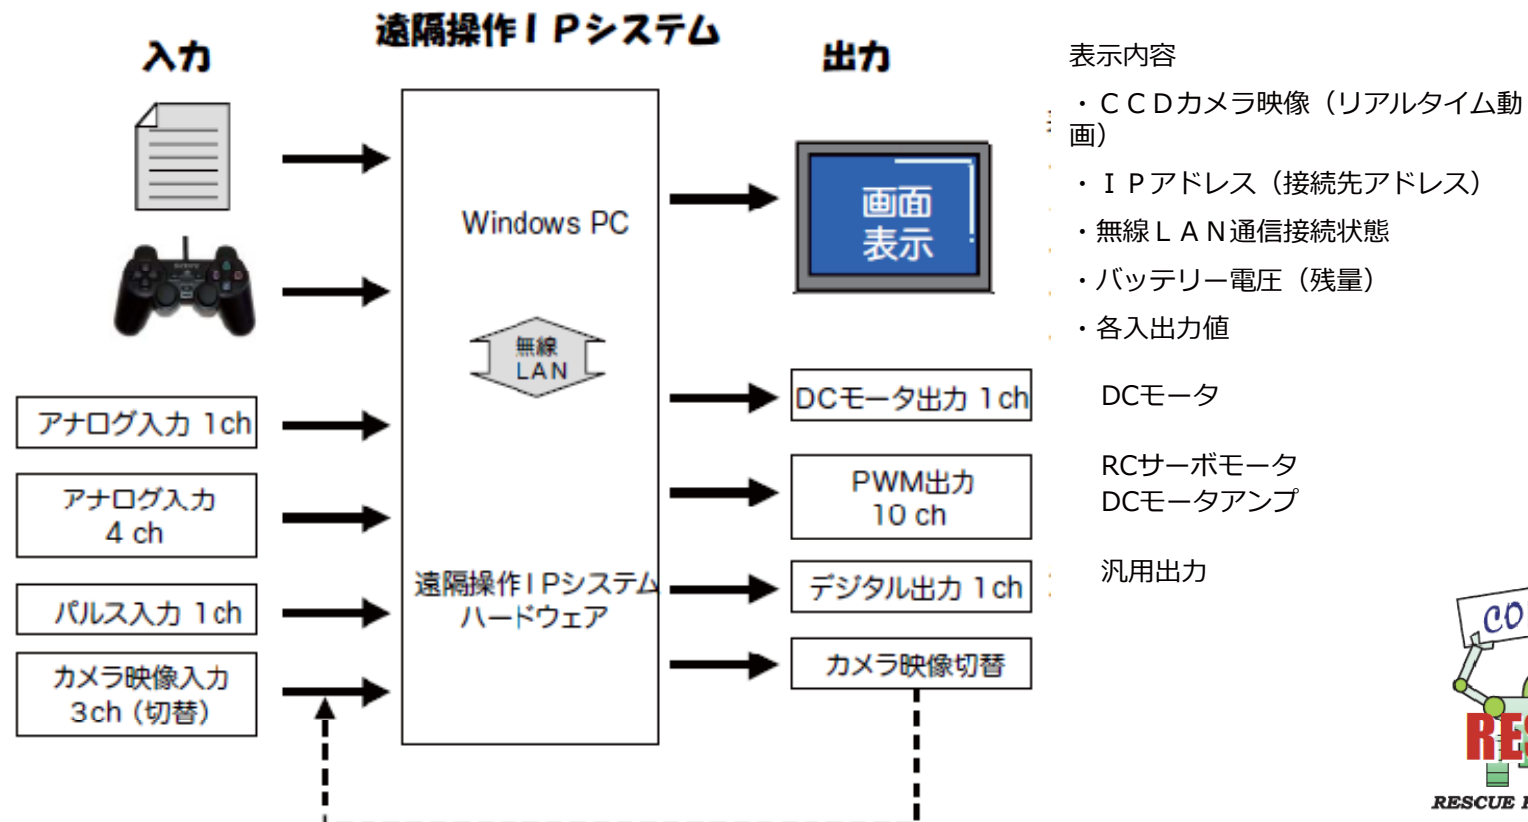 遠隔操作ＩＰシステム
入力
出力
Windows PC
無線
LAN
遠隔操作ＩＰシステム
ハードウェア
アナログ入力 1ch
アナログ入力
4 ch
パルス入力 1ch
カメラ映像入力
3ch（切替）
画面
表示
DCモータ出力 1ch
PWM出力
10 ch
デジタル出力 1ch
カメラ映像切替
表示内容
・ＣＣＤカメラ映像（リアルタイム動
画）
・ＩＰアドレス（接続先アドレス）
・無線ＬＡＮ通信接続状態
・バッテリー電圧（残量）
・各入出力値
DCモータ
RCサーボモータ
DCモータアンプ
汎用出力
RESCUE